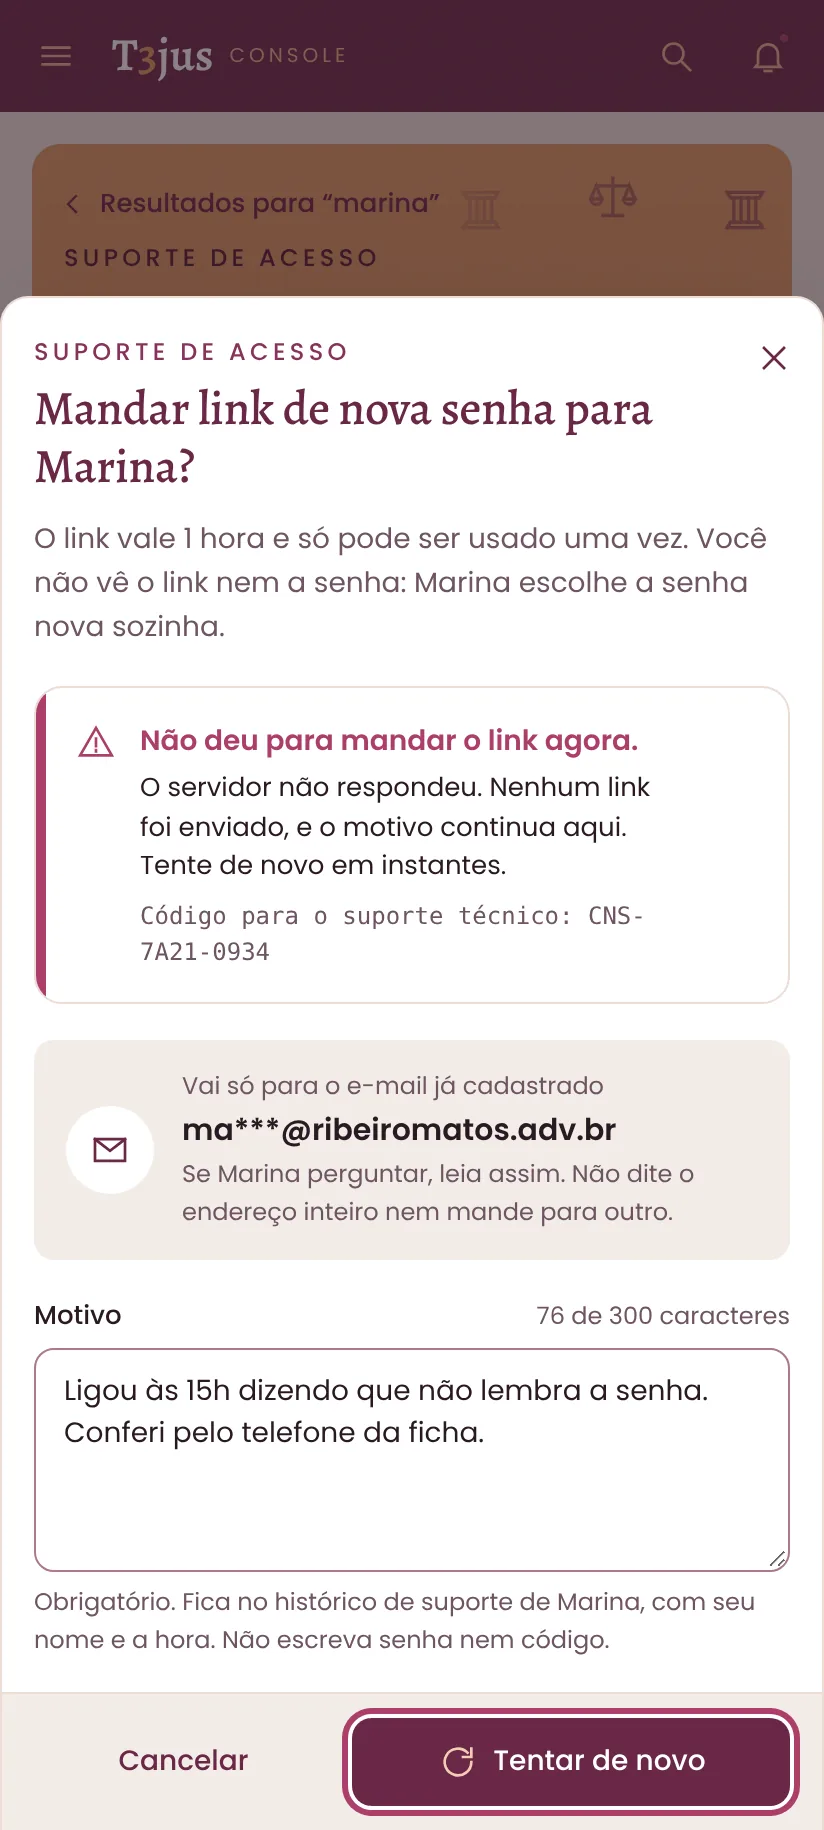 T3jus CONSOLE
Resultados para “marina”
SUPORTE DE ACESSO
SUPORTE DE ACESSO
Mandar link de nova senha para
Marina?
O link vale 1 hora e só pode ser usado uma vez. Você
não vê o link nem a senha: Marina escolhe a senha
nova sozinha.
Não deu para mandar o link agora.
O servidor não respondeu. Nenhum link
foi enviado, e o motivo continua aqui.
Tente de novo em instantes.
Código para o suporte técnico: CNS-
7A21-0934
Vai só para o e-mail já cadastrado
ma***@ribeiromatos.adv.br
Se Marina perguntar, leia assim. Não dite o
endereço inteiro nem mande para outro.
Motivo
76 de 300 caracteres
Ligou às 15h dizendo que não lembra a senha.
Conferi pelo telefone da ficha.
Obrigatório. Fica no histórico de suporte de Marina, com seu
nome e a hora. Não escreva senha nem código.
Cancelar
Tentar de novo